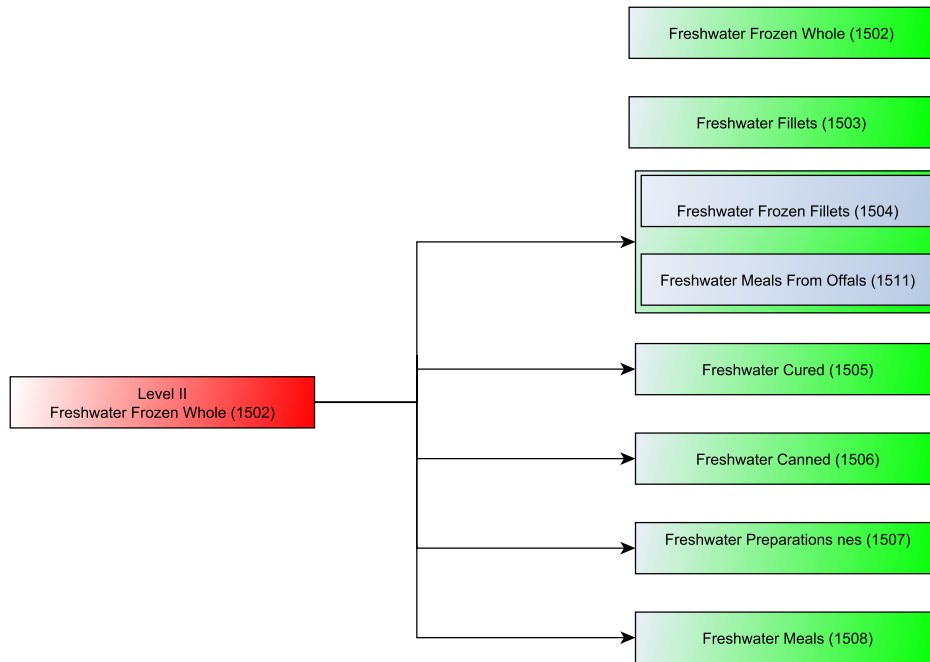 Freshwater Frozen Whole (1502)
Freshwater Fillets (1503)
Freshwater Frozen Fillets (1504)
Freshwater Meals From Offals (1511)
Level II
Freshwater Frozen Whole (1502)
Freshwater Cured (1505)
Freshwater Canned (1506)
Freshwater Preparations nes (1507)
Freshwater Meals (1508)